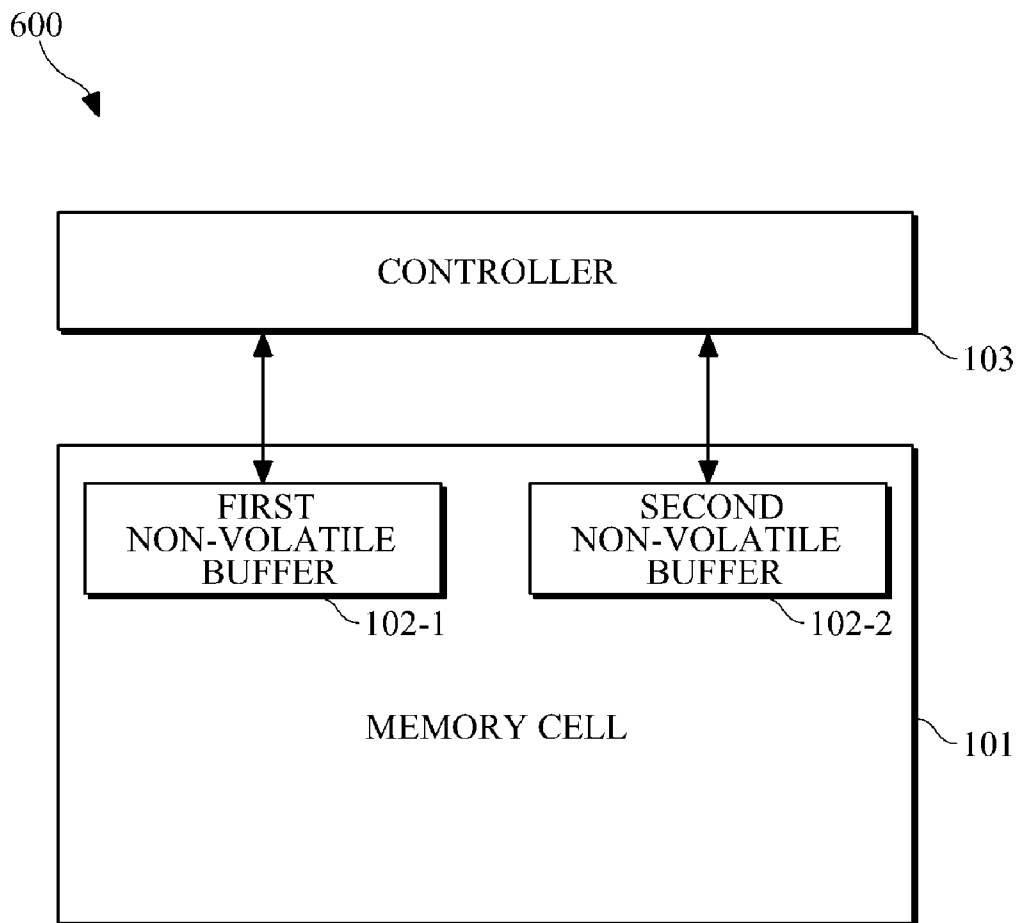 600
CONTROLLER
103
FIRST
NON-VOLATILE
BUFFER
102-1
SECOND
NON-VOLATILE
BUFFER
102-2
MEMORY CELL
101